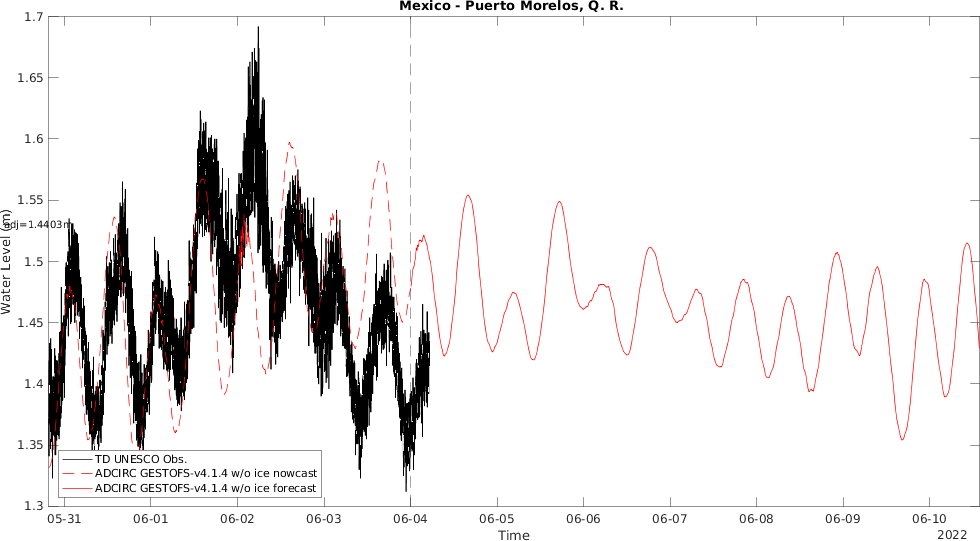 Mexico - Puerto Morelos, Q. R.
1.7
1.65
1.6
1.55
1.5
1.45
1.4
1.35
1.3
Water Level (m)
adj=1.4403m
TD UNESCO Obs.
ADCIRC GESTOFS-v4.1.4 w/o ice nowcast
ADCIRC GESTOFS-v4.1.4 w/o ice forecast
05-31 06-01 06-02 06-03 06-04 06-05 06-06 06-07 06-08 06-09 06-10
Time
2022